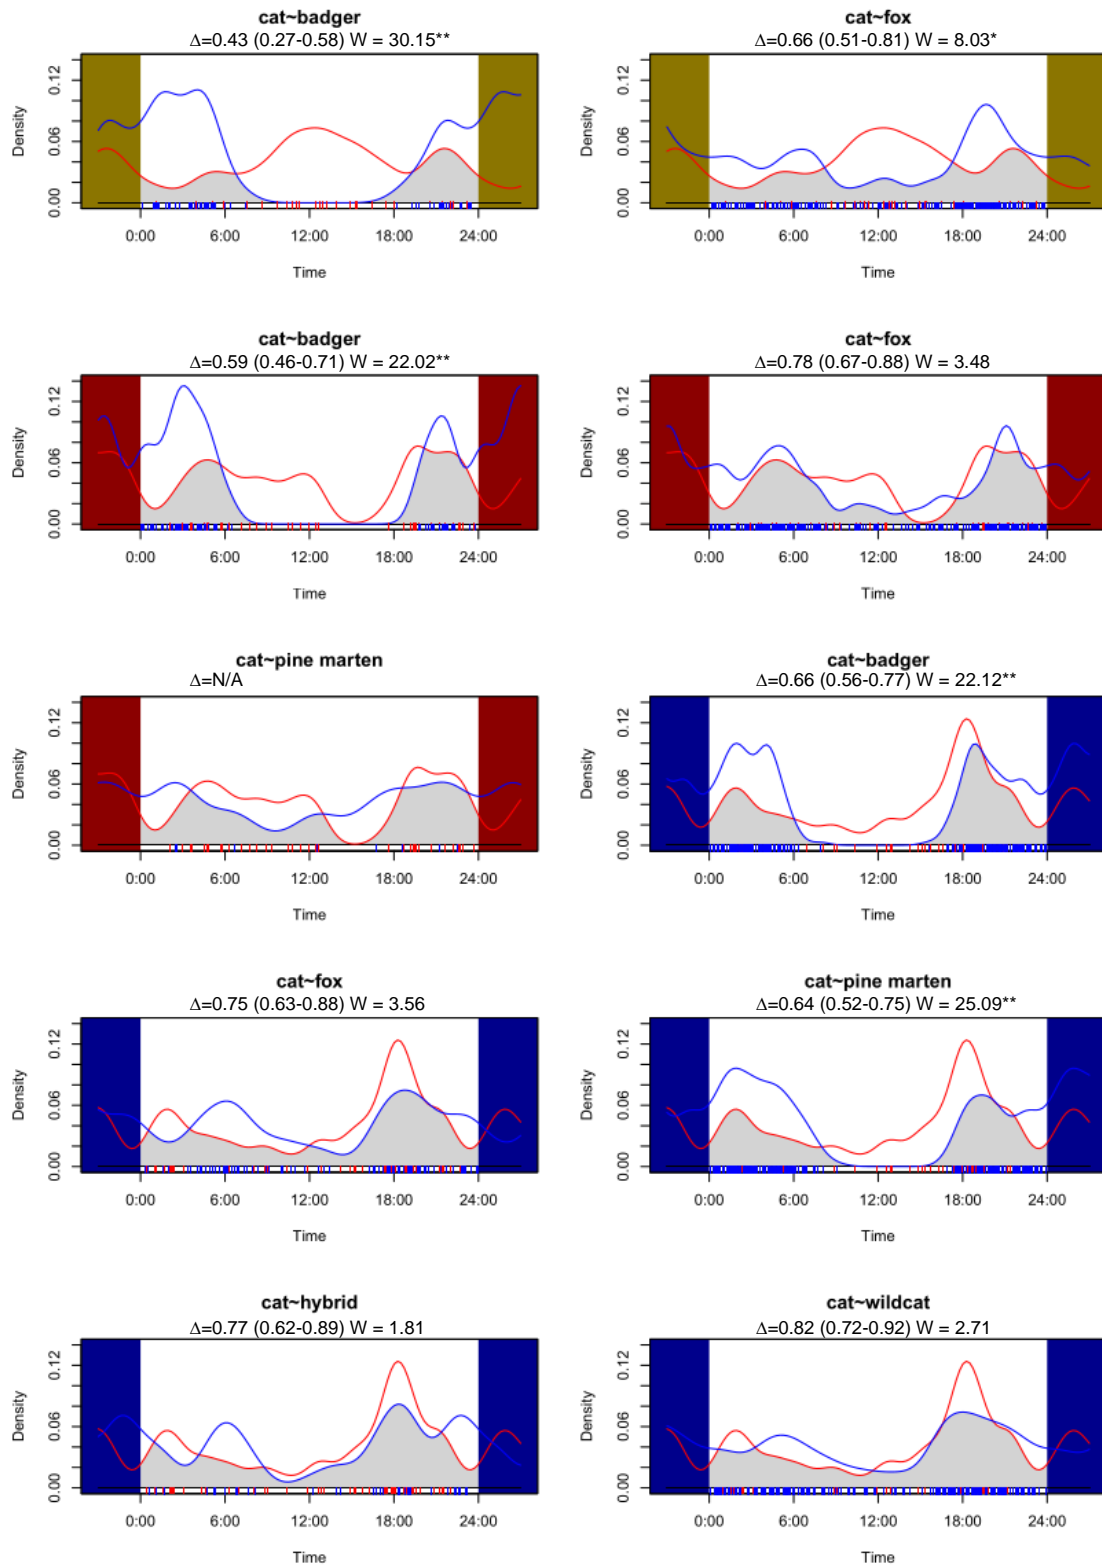 cat~badger
Δ=0.43 (0.27-0.58) W = 30.15**
Density
0.00 0.06 0.12
0:00 6:00 12:00 18:00 24:00
Time
cat~fox
Δ=0.66 (0.51-0.81) W = 8.03*
Density
0.00 0.06 0.12
0:00 6:00 12:00 18:00 24:00
Time
cat~badger
Δ=0.59 (0.46-0.71) W = 22.02**
Density
0.00 0.06 0.12
0:00 6:00 12:00 18:00 24:00
Time
cat~fox
Δ=0.78 (0.67-0.88) W = 3.48
Density
0.00 0.06 0.12
0:00 6:00 12:00 18:00 24:00
Time
cat~pine marten
Δ=N/A
Density
0.00 0.06 0.12
0:00 6:00 12:00 18:00 24:00
Time
cat~badger
Δ=0.66 (0.56-0.77) W = 22.12**
Density
0.00 0.06 0.12
0:00 6:00 12:00 18:00 24:00
Time
cat~fox
Δ=0.75 (0.63-0.88) W = 3.56
Density
0.00 0.06 0.12
0:00 6:00 12:00 18:00 24:00
Time
cat~pine marten
Δ=0.64 (0.52-0.75) W = 25.09**
Density
0.00 0.06 0.12
0:00 6:00 12:00 18:00 24:00
Time
cat~hybrid
Δ=0.77 (0.62-0.89) W = 1.81
Density
0.00 0.06 0.12
0:00 6:00 12:00 18:00 24:00
Time
cat~wildcat
Δ=0.82 (0.72-0.92) W = 2.71
Density
0.00 0.06 0.12
0:00 6:00 12:00 18:00 24:00
Time